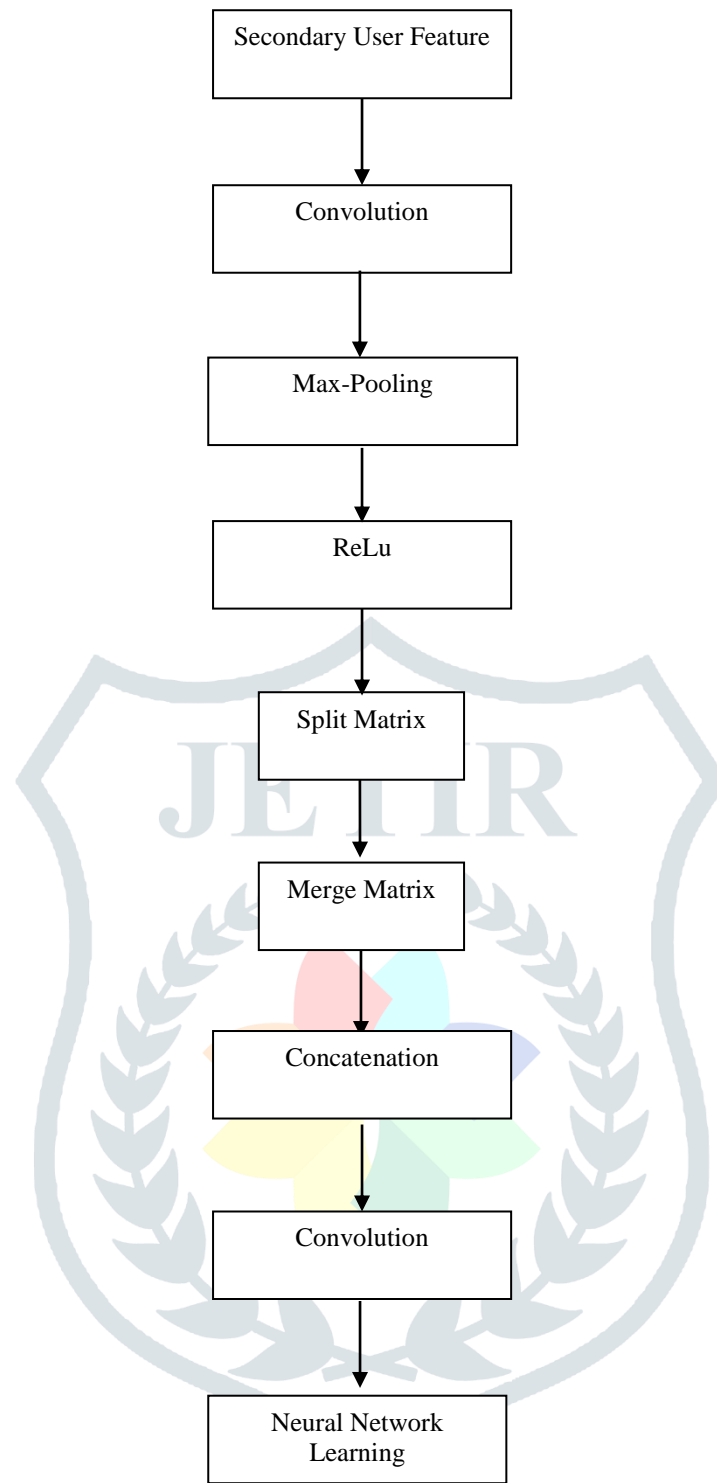 Secondary User Feature
Convolution
Max-Pooling
ReLu
Split Matrix
JETIR
Merge Matrix
Concatenation
Convolution
Neural Network
Learning